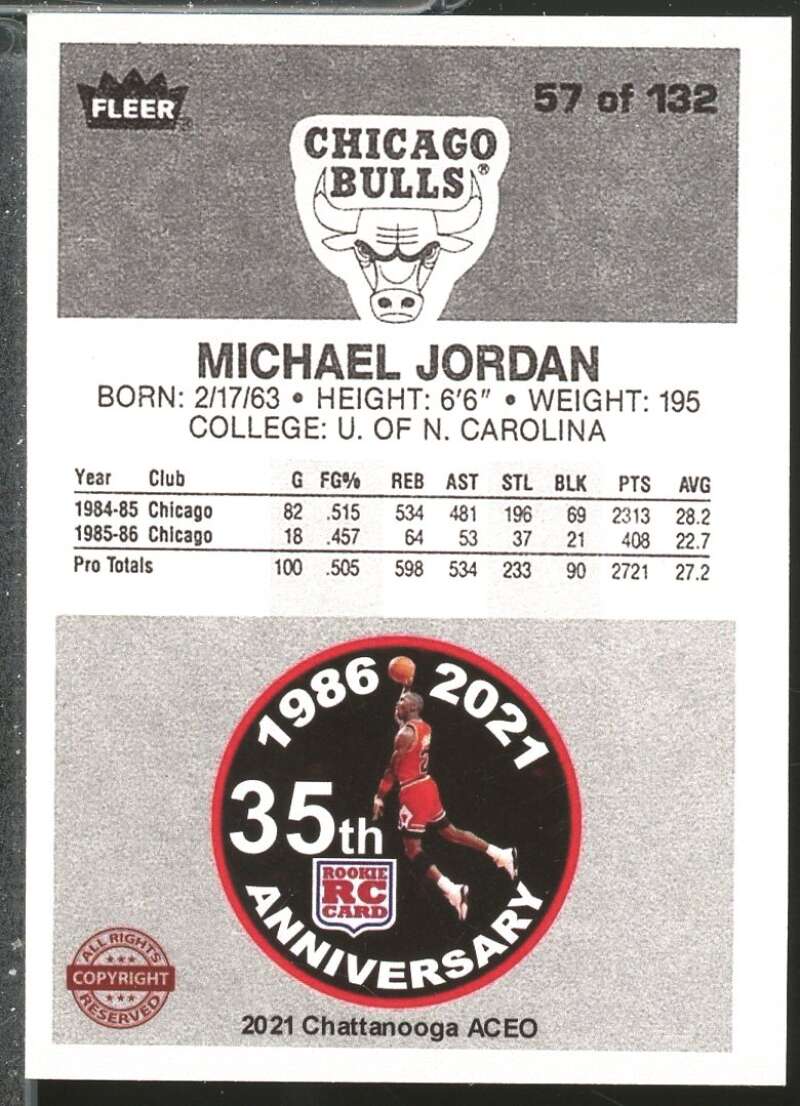 FLEER
57 of 132
CHICAGO
BULLS®
MICHAEL JORDAN
BORN: 2/17/63 • HEIGHT: 6'6" • WEIGHT: 195
COLLEGE: U. OF N. CAROLINA
Year Club G FG% REB AST STL BLK PTS AVG
1984-85 Chicago 82 .515 534 481 196 69 2313 28.2
1985-86 Chicago 18 .457 64 53 37 21 408 22.7
Pro Totals 100 .505 598 534 233 90 2721 27.2
1986 2021
35th
ROOKIE
RC
CARD
ANNIVERSARY
ALL RIGHTS
COPYRIGHT
RESERVED
2021 Chattanooga ACEO